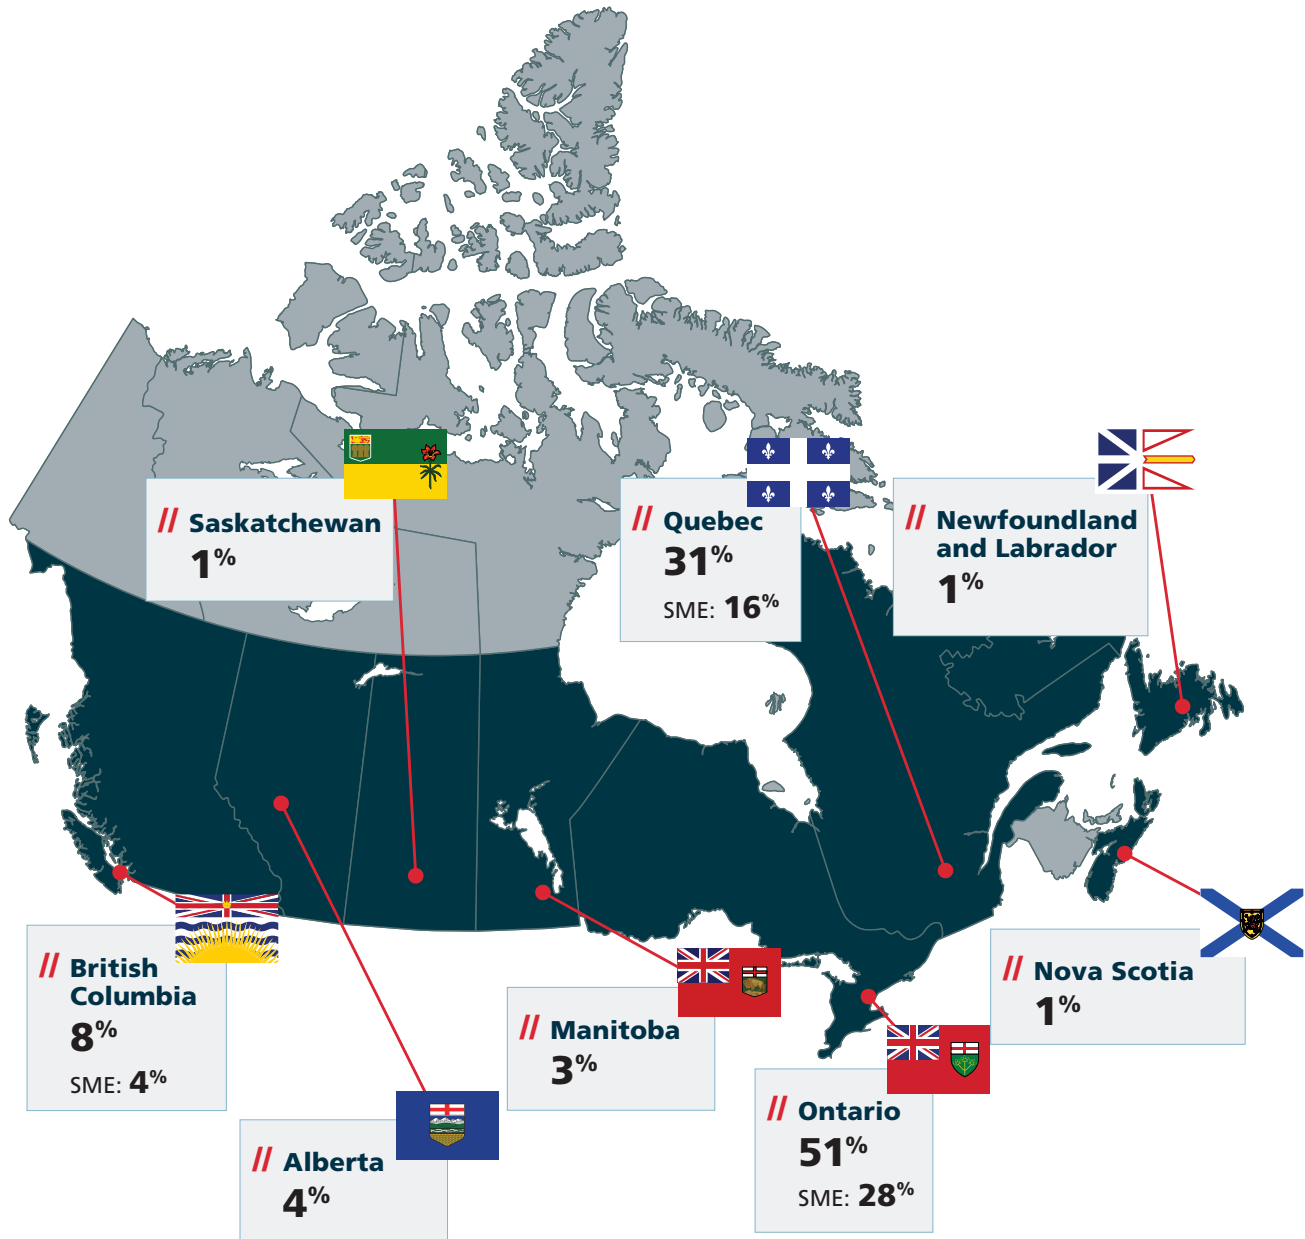 // Saskatchewan
1%
// Quebec
31%
SME: 16%
// Newfoundland
and Labrador
1%
// British
Columbia
8%
SME: 4%
// Alberta
4%
// Manitoba
3%
// Ontario
51%
SME: 28%
// Nova Scotia
1%